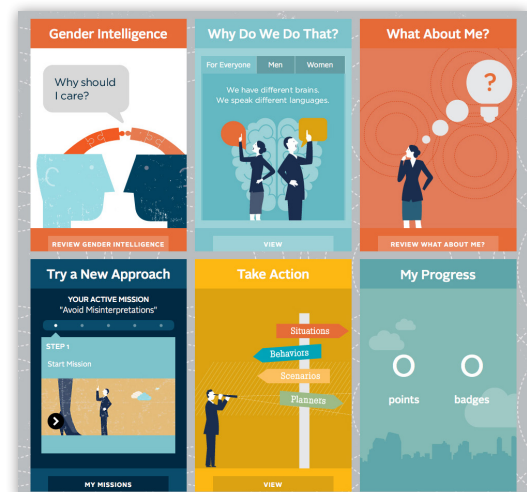 Gender Intelligence
Why should
I care?
REVIEW GENDER INTELLIGENCE
Why Do We Do That?
For Everyone Men Women
We have different brains.
We speak different languages.
VIEW
What About Me?
?
REVIEW WHAT ABOUT ME?
Try a New Approach
YOUR ACTIVE MISSION
"Avoid Misinterpretations"
STEP 1
Start Mission
MY MISSIONS
Take Action
Situations
Behaviors
Scenarios
Planners
VIEW
My Progress
0 0
points badges